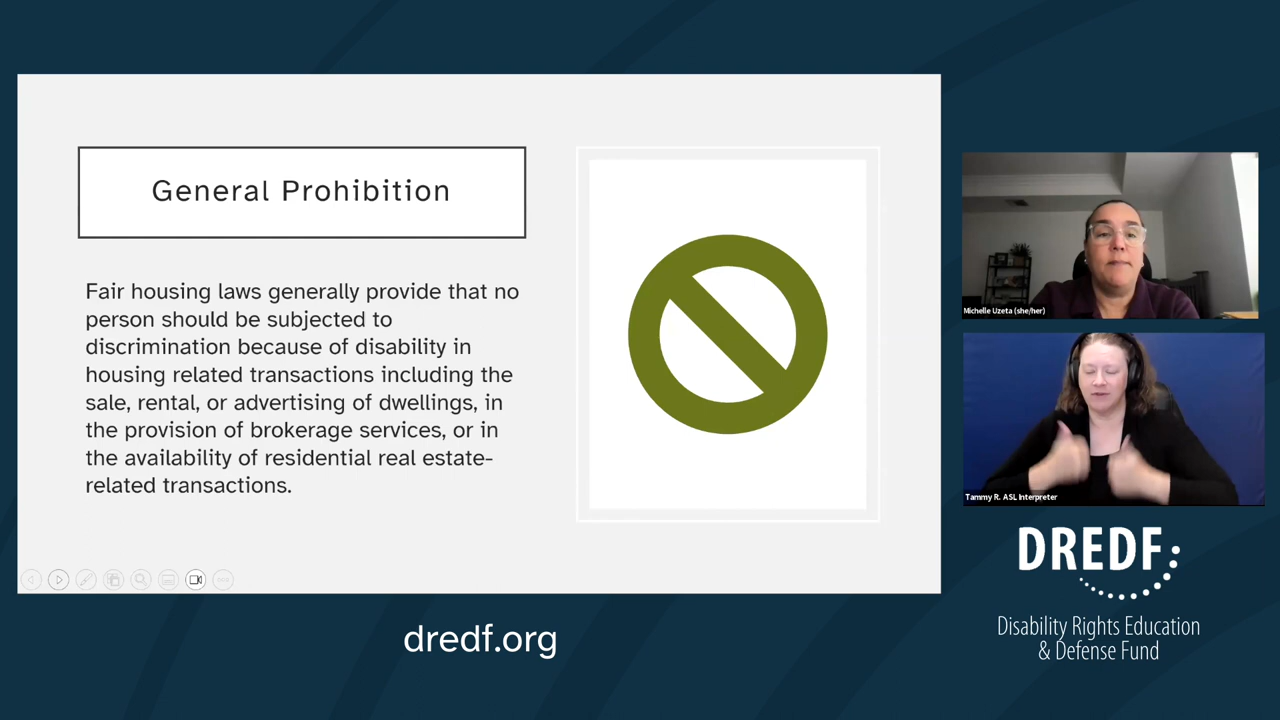 General Prohibition
Fair housing laws generally provide that no
person should be subjected to
discrimination because of disability in
housing related transactions including the
sale, rental, or advertising of dwellings, in
the provision of brokerage services, or in
the availability of residential real estate-
related transactions.
Michelle Uzeta (she/her)
Tammy R. ASL Interpreter
DREDF
Disability Rights Education
& Defense Fund
dredf.org